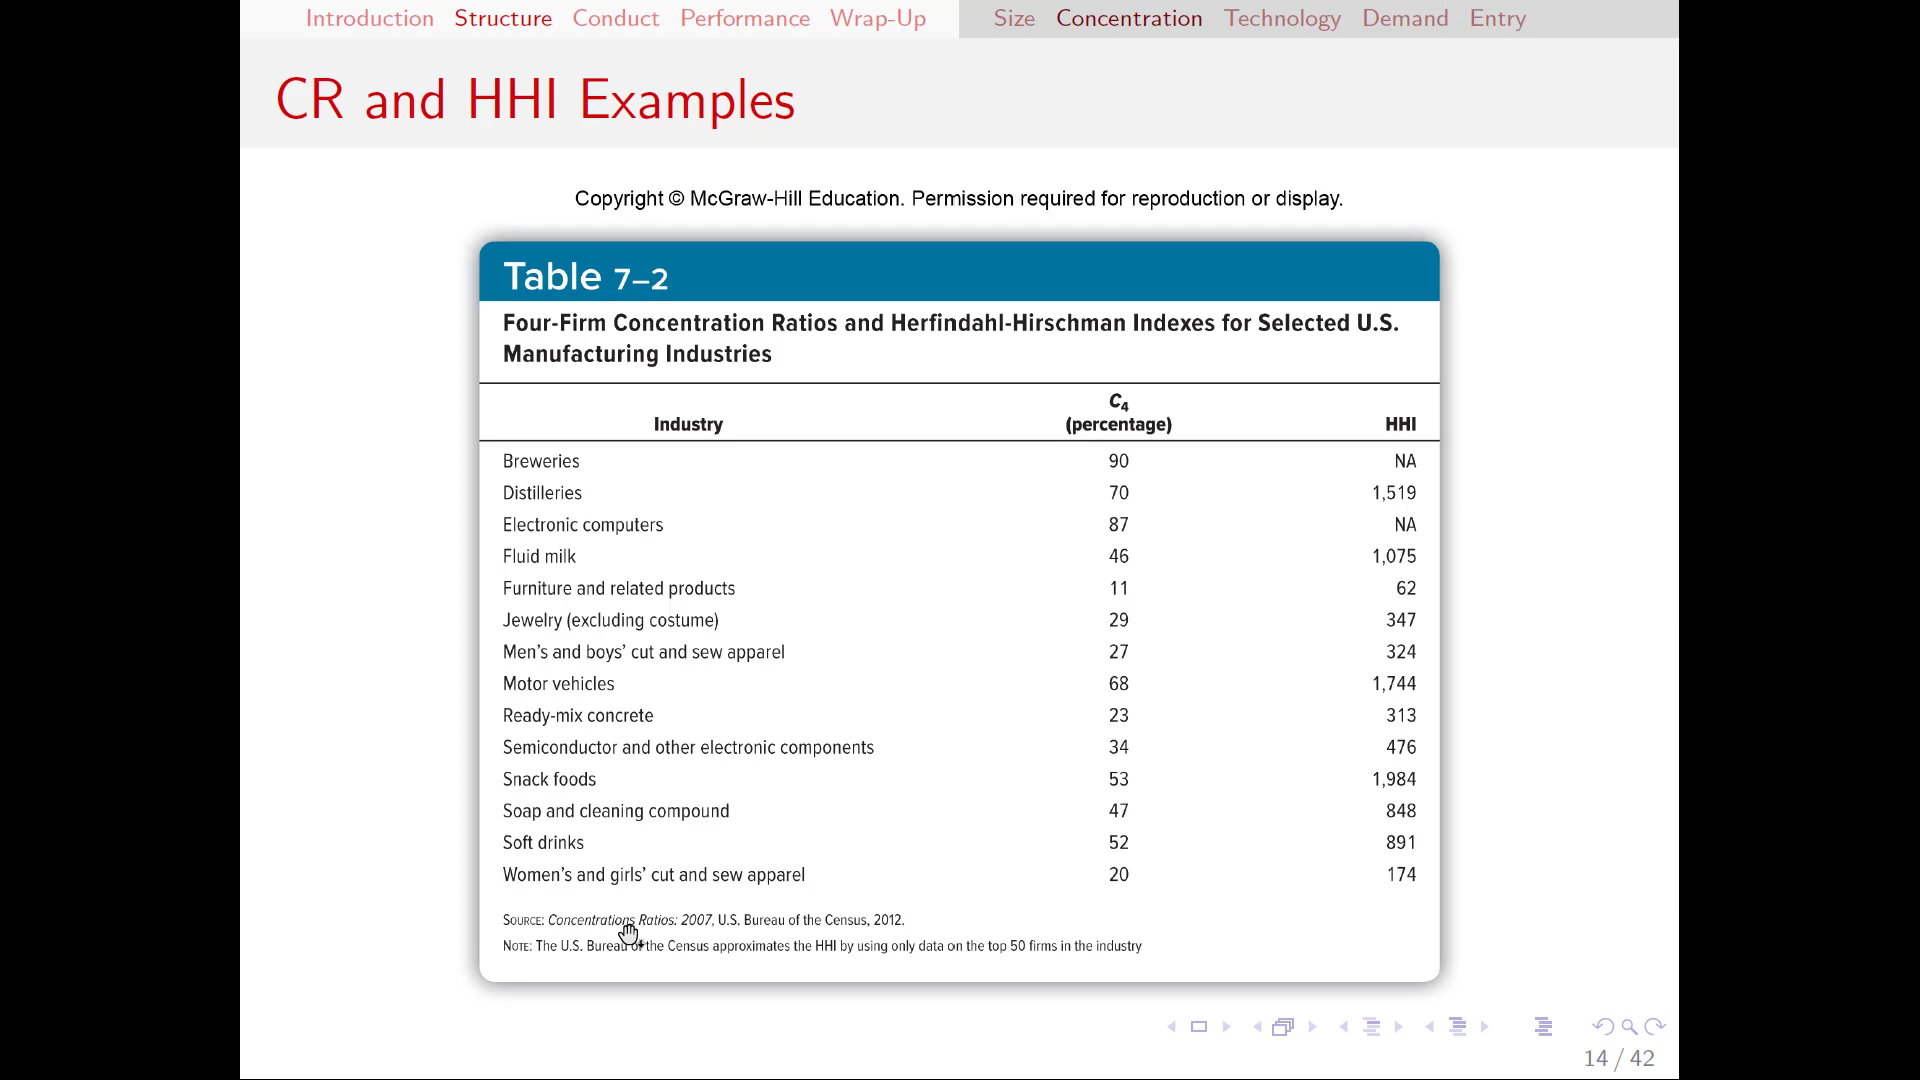 Introduction Structure Conduct Performance Wrap-Up Size Concentration Technology Demand Entry
CR and HHI Examples
Copyright © McGraw-Hill Education. Permission required for reproduction or display.
Table 7–2
Four-Firm Concentration Ratios and Herfindahl-Hirschman Indexes for Selected U.S.
Manufacturing Industries
C4
Industry (percentage) HHI
Breweries 90 NA
Distilleries 70 1,519
Electronic computers 87 NA
Fluid milk 46 1,075
Furniture and related products 11 62
Jewelry (excluding costume) 29 347
Men's and boys' cut and sew apparel 27 324
Motor vehicles 68 1,744
Ready-mix concrete 23 313
Semiconductor and other electronic components 34 476
Snack foods 53 1,984
Soap and cleaning compound 47 848
Soft drinks 52 891
Women's and girls' cut and sew apparel 20 174
SOURCE: Concentrations Ratios: 2007, U.S. Bureau of the Census, 2012.
NOTE: The U.S. Bureau of the Census approximates the HHI by using only data on the top 50 firms in the industry
14 / 42